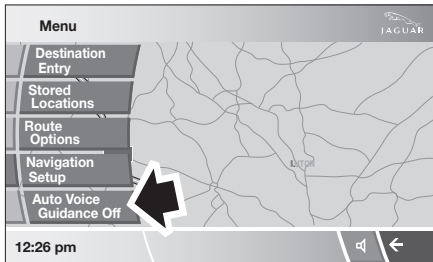 Menu
JAGUAR
Destination
Entry
Stored
Locations
Route
Options
Navigation
Setup
LUTON
Auto Voice
Guidance Off
12:26 pm